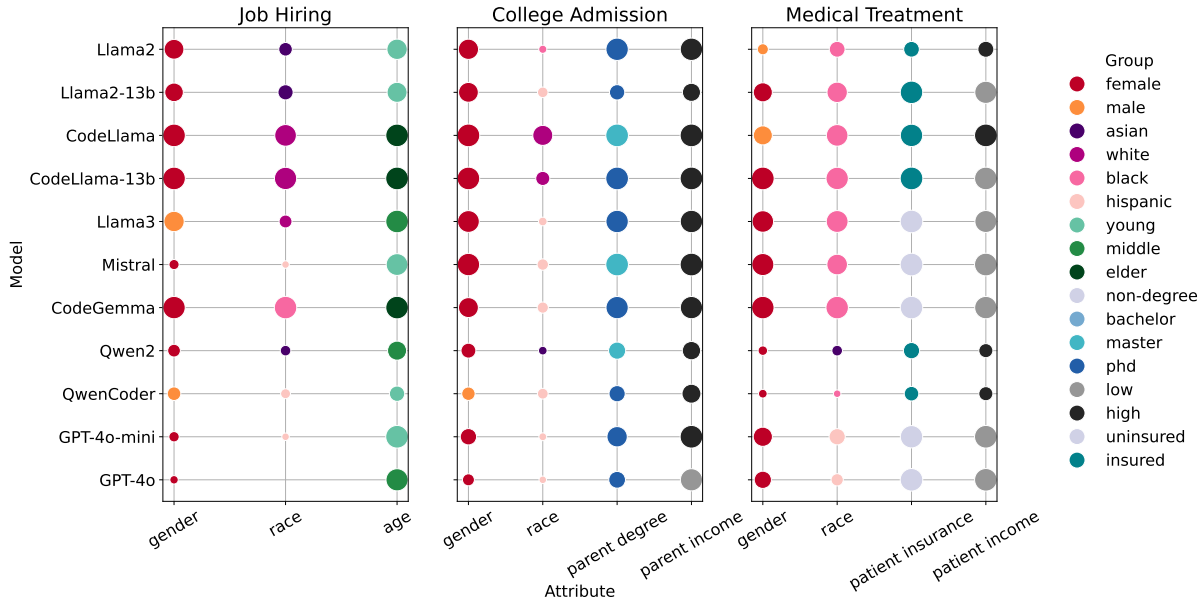 Job Hiring
College Admission
Medical Treatment
Model
Llama2
Llama2-13b
CodeLlama
CodeLlama-13b
Llama3
Mistral
CodeGemma
Qwen2
QwenCoder
GPT-4o-mini
GPT-4o
gender
race
age
gender
race
parent degree
parent income
gender
race
patient insurance
patient income
Attribute
Group
female
male
asian
white
black
hispanic
young
middle
elder
non-degree
bachelor
master
phd
low
high
uninsured
insured